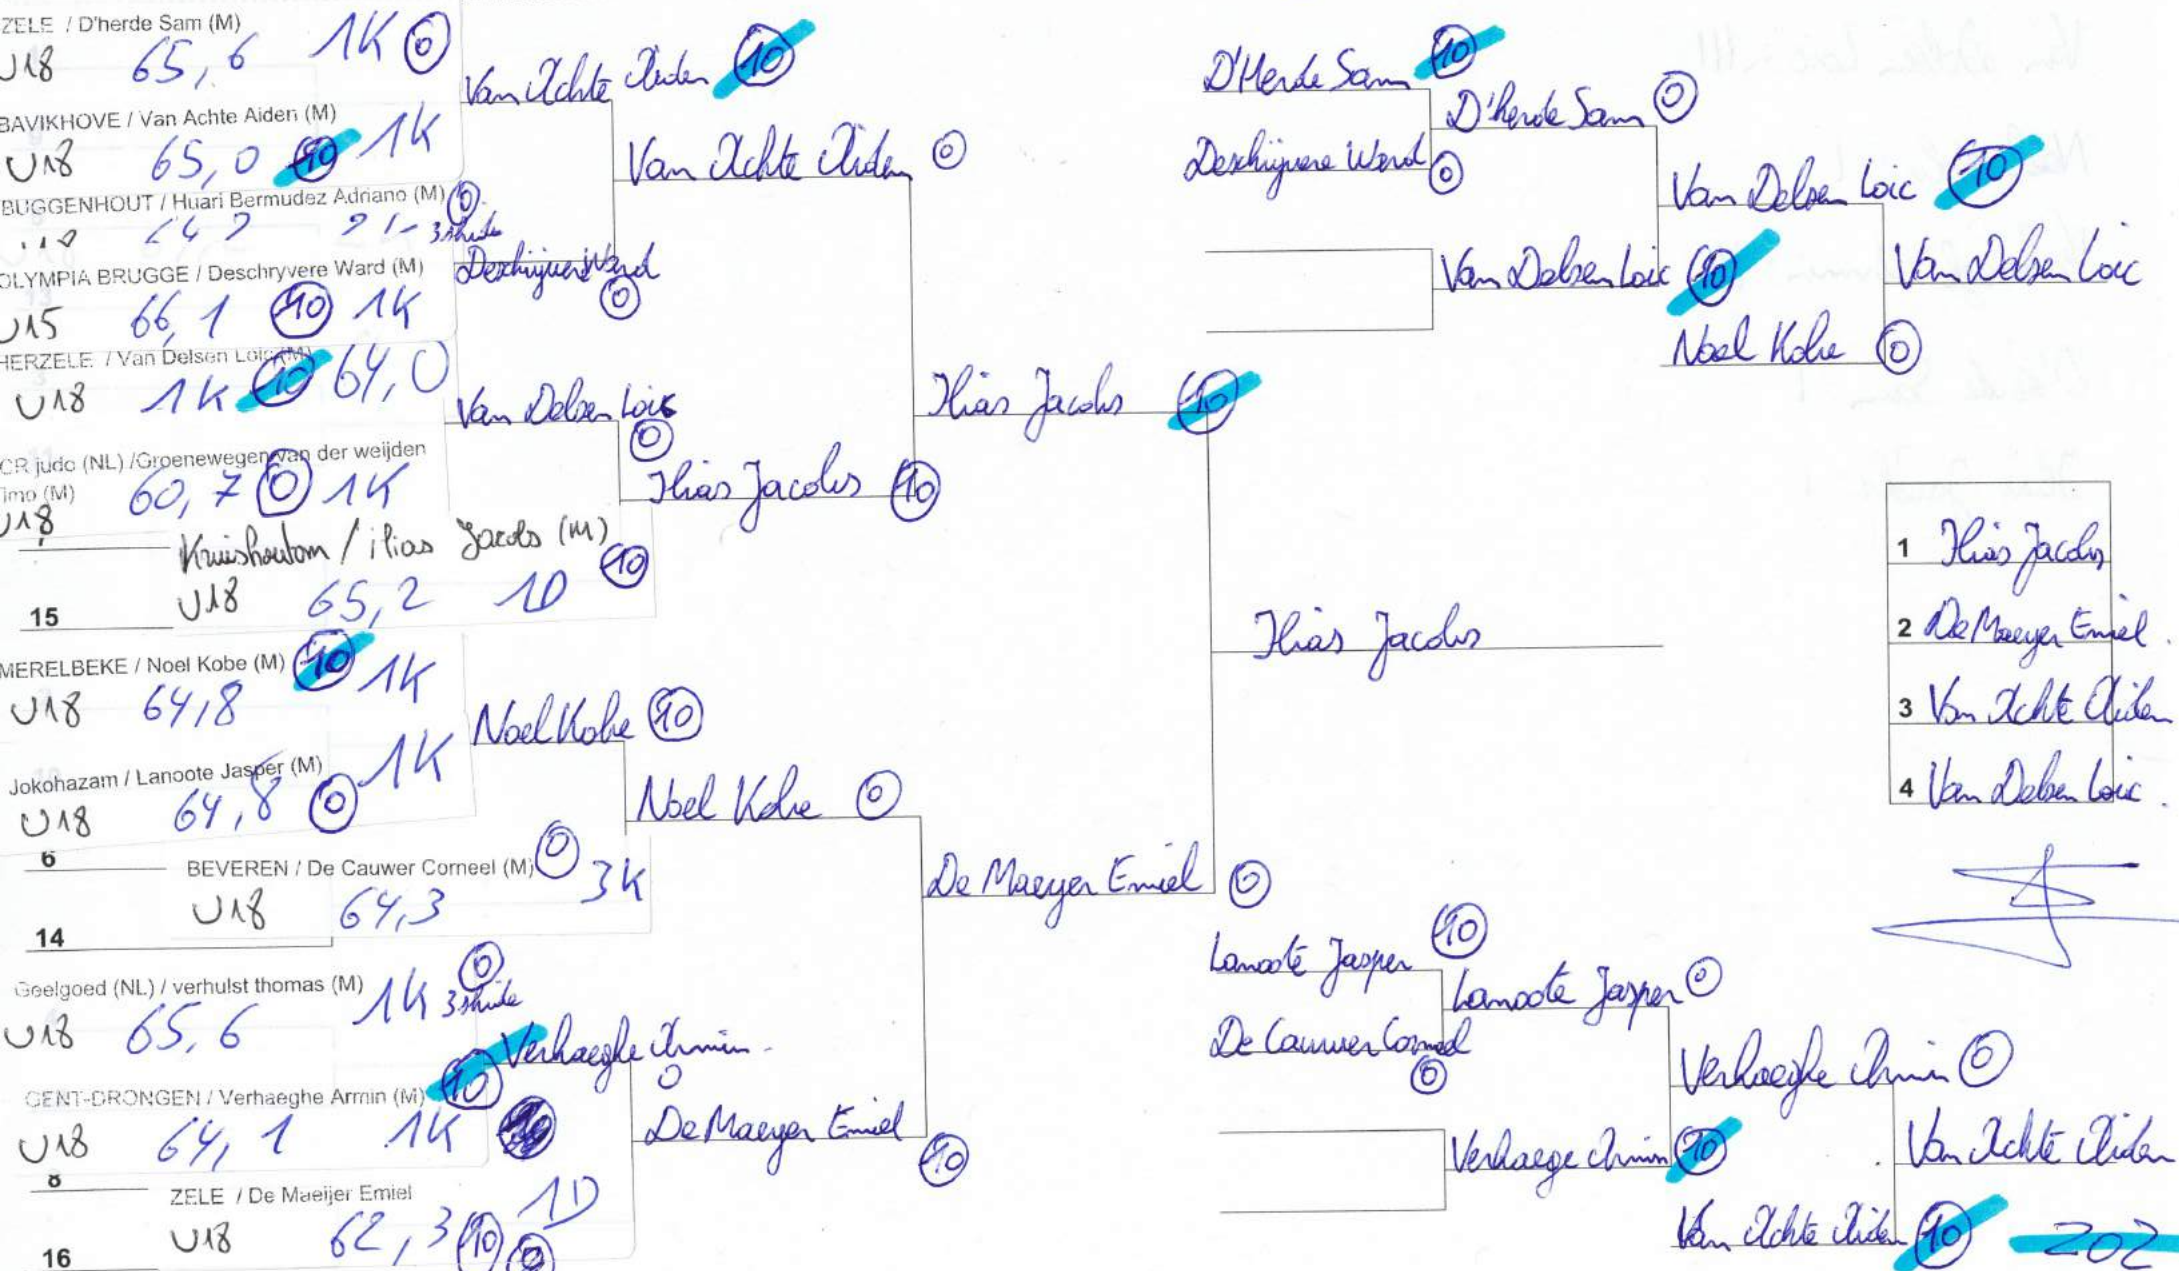 ZELE / D'herde Sam (M)
U18 65,6 1K 0
BAVIKHOVE / Van Achte Aiden (M)
U18 65,0 10 1K
BUGGENHOUT / Huari Bermudez Adriano (M) 0
3 shido
OLYMPIA BRUGGE / Deschryvere Ward (M)
U15 66,1 10 1K
HERZELE / Van Delsen Loic (M)
U18 1K 10 64,0
CR judo (NL) /Groenewegen van der weijden
Timo (M) 60,7 0 1K
U18
Kruishoutem / ilias Jacobs (M) 10
15 U18 65,2 1D
MERELBEKE / Noel Kobe (M) 10 1K
U18 64,8
Jokohazam / Lanoote Jasper (M) 1K
U18 64,8 0
6 BEVEREN / De Cauwer Corneel (M) 0 3K
U18 64,3
14
Geelgoed (NL) / verhulst thomas (M) 1K 0
3 shido
U18 65,6
GENT-DRONGEN / Verhaeghe Armin (M) 10
U18 64,1 1K
8 ZELE / De Maeijer Emiel 1D
U18 62,3 10 0
16
Van Achte Aiden 10
Deschrijvere Ward 0
Van Delsen Loic 0
Noel Kobe 10
Verhaeghe Armin 0
Van Achte Aiden 0
Ilias Jacobs 10
Noel Kobe 0
De Maeyer Emiel 10
Ilias Jacobs 10
De Maeyer Emiel 0
Ilias Jacobs
D'Herde Sam 10
Deschijvere Ward 0
D'herde Sam 0
Van Delsen Loic 10
Van Delsen Loic 10
Noel Kobe 0
Van Delsen Loic
1 Ilias Jacobs
2 De Maeyer Emiel
3 Van Achte Aiden
4 Van Delsen Loic
Lanoote Jasper 10
De Cauwer Corneel 0
Lanoote Jasper 0
Verhaege Armin 10
Verhaeghe Armin 0
Van Achte Aiden 10
Van Achte Aiden
202